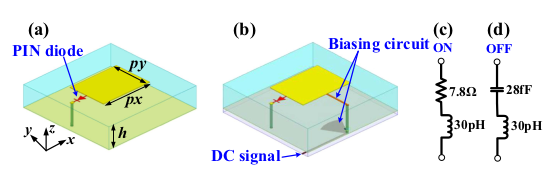 (a)
PIN diode
py
px
h
z
y
x
(b)
Biasing circuit
DC signal
(c)
ON
7.8Ω
30pH
(d)
OFF
28fF
30pH